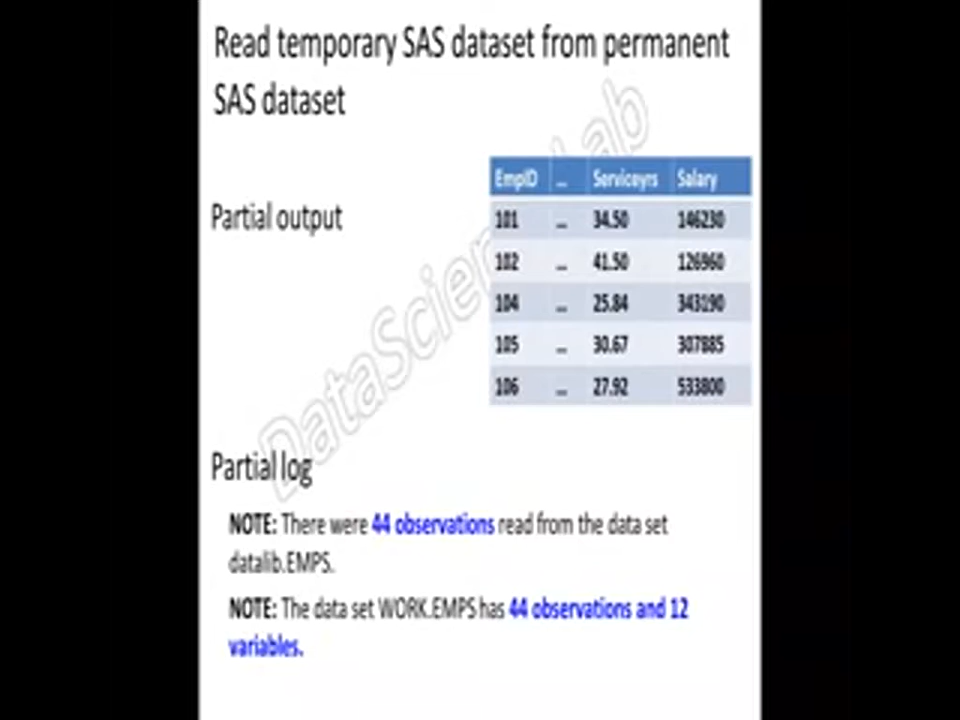 Read temporary SAS dataset from permanent
SAS dataset
Partial output
EmpID ... Serviceyrs Salary
101 ... 34.50 146230
102 ... 41.50 126960
104 ... 25.84 343190
105 ... 30.67 307885
106 ... 27.92 533800
Partial log
NOTE: There were 44 observations read from the data set
datalib.EMPS.
NOTE: The data set WORK.EMPS has 44 observations and 12
variables.